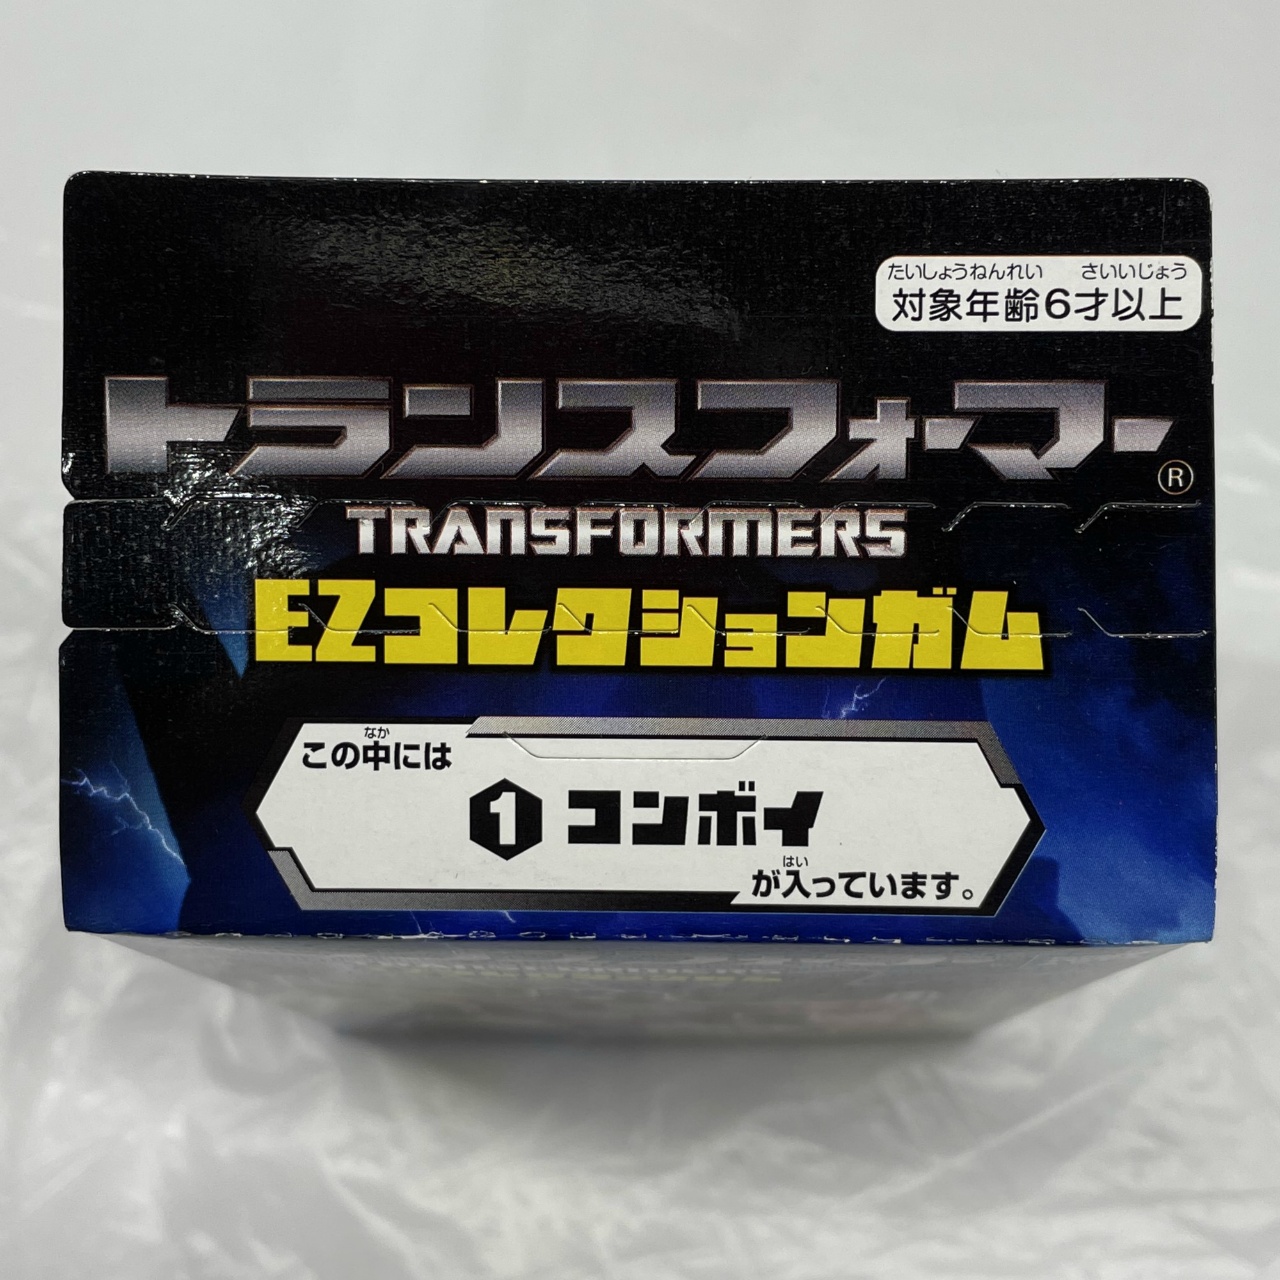 たいしょうねんれい さいいじょう
対象年齢6才以上
トランスフォーマー
®
TRANSFORMERS
EZコレクションガム
なか
この中には
1 コンボイ
はい
が入っています。